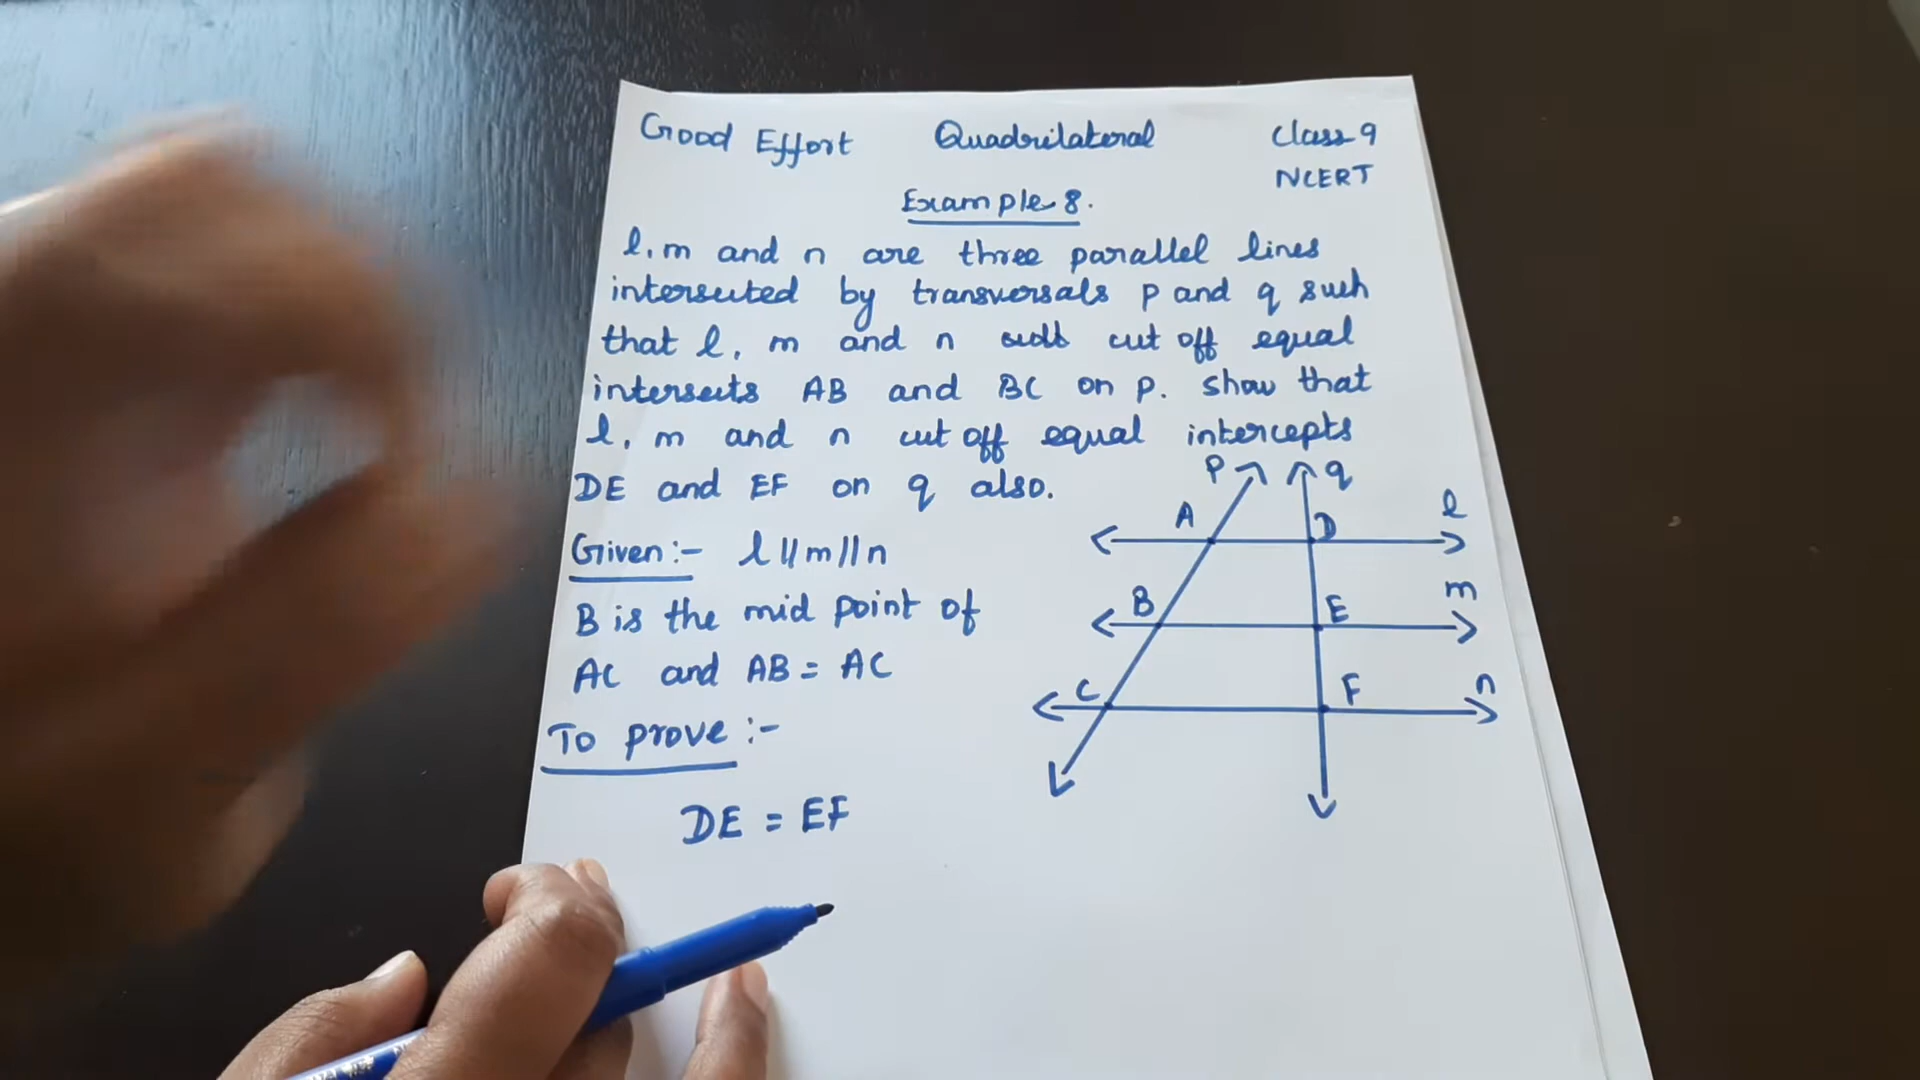 Good Effort Quadrilateral Class 9
NCERT
Example 8.
l, m and n are three parallel lines
intersected by transversals p and q such
that l, m and n cut off equal
intersects AB and BC on p. show that
l, m and n cut off equal intercepts
DE and EF on q also.
Given:- l || m || n
B is the mid point of
AC and AB = AC
To prove :-
DE = EF
P q
A D l
B E m
C F n